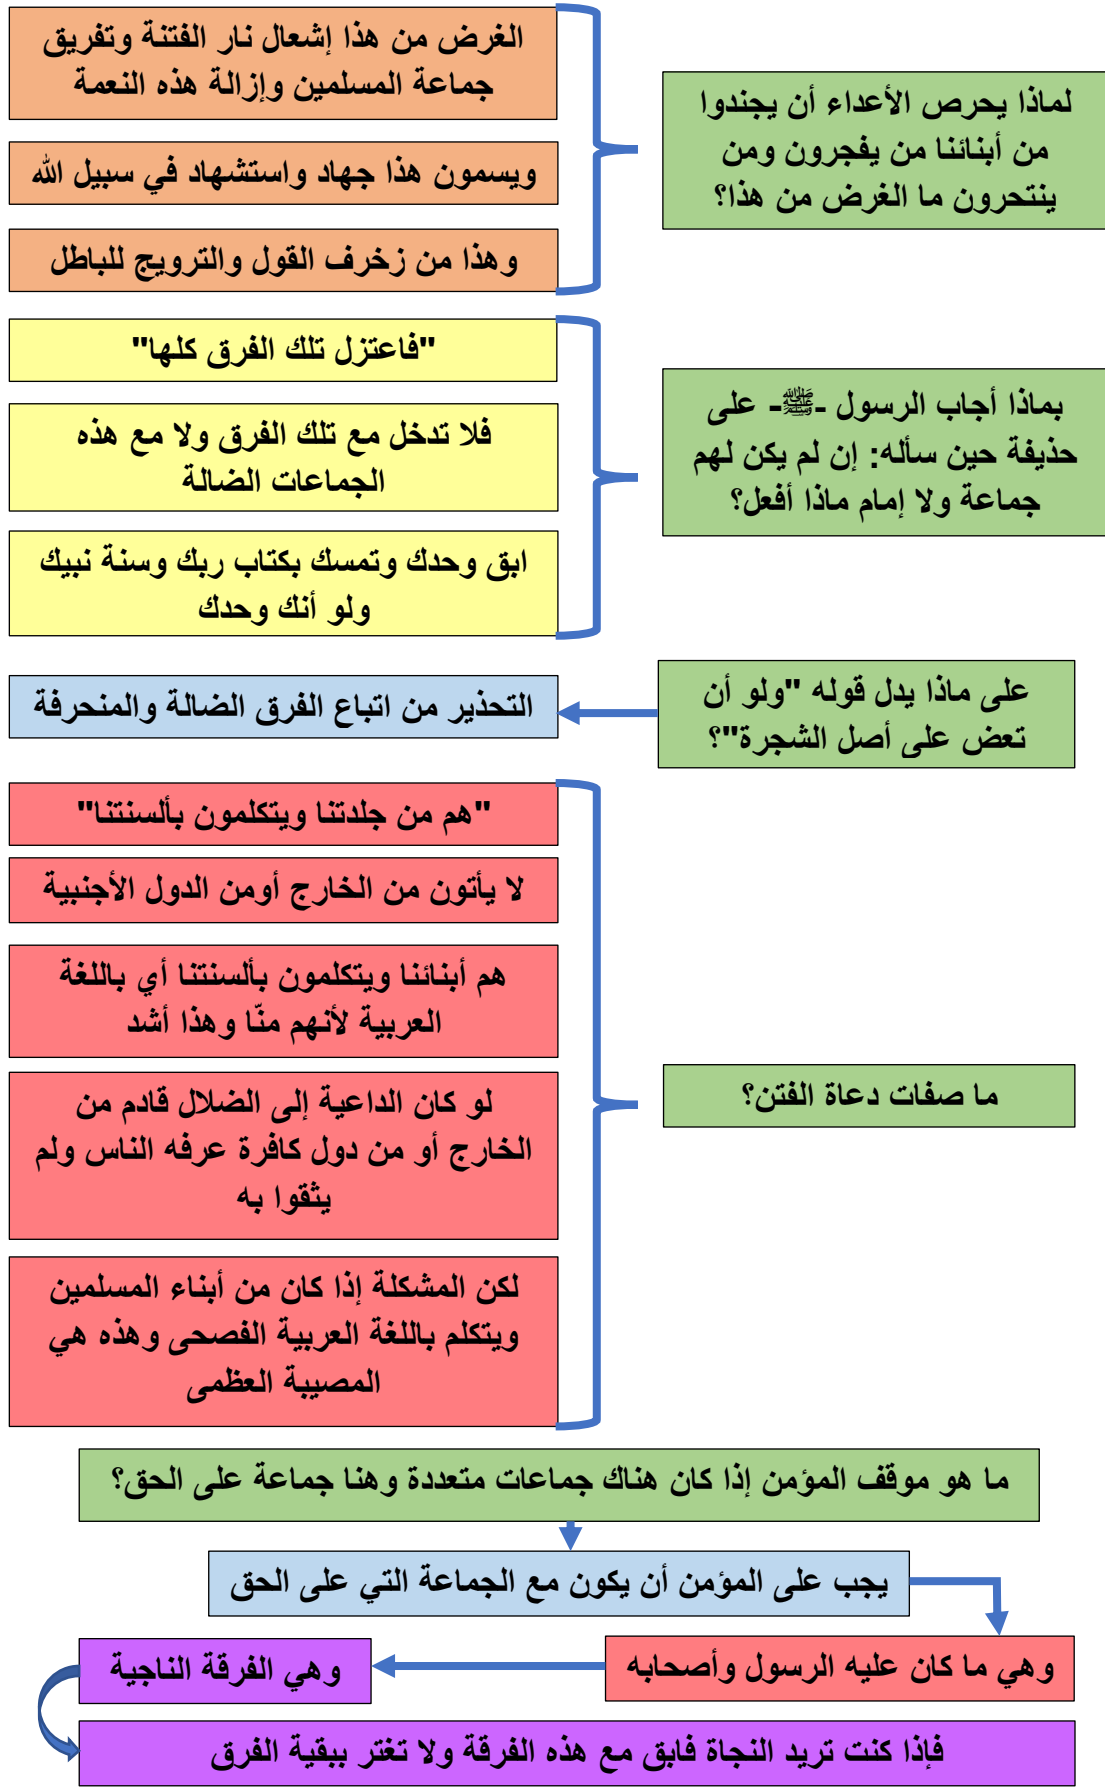 لماذا يحرص الأعداء أن يجندوا
من أبنائنا من يفجرون ومن
ينتحرون ما الغرض من هذا؟
الغرض من هذا إشعال نار الفتنة وتفريق
جماعة المسلمين وإزالة هذه النعمة
ويسمون هذا جهاد واستشهاد في سبيل الله
وهذا من زخرف القول والترويج للباطل
بماذا أجاب الرسول -ﷺ- على
حذيفة حين سأله: إن لم يكن لهم
جماعة ولا إمام ماذا أفعل؟
"فاعتزل تلك الفرق كلها"
فلا تدخل مع تلك الفرق ولا مع هذه
الجماعات الضالة
ابق وحدك وتمسك بكتاب ربك وسنة نبيك
ولو أنك وحدك
على ماذا يدل قوله "ولو أن
تعض على أصل الشجرة"؟
التحذير من اتباع الفرق الضالة والمنحرفة
ما صفات دعاة الفتن؟
"هم من جلدتنا ويتكلمون بألسنتنا"
لا يأتون من الخارج أومن الدول الأجنبية
هم أبنائنا ويتكلمون بألسنتنا أي باللغة
العربية لأنهم منّا وهذا أشد
لو كان الداعية إلى الضلال قادم من
الخارج أو من دول كافرة عرفه الناس ولم
يثقوا به
لكن المشكلة إذا كان من أبناء المسلمين
ويتكلم باللغة العربية الفصحى وهذه هي
المصيبة العظمى
ما هو موقف المؤمن إذا كان هناك جماعات متعددة وهنا جماعة على الحق؟
يجب على المؤمن أن يكون مع الجماعة التي على الحق
وهي ما كان عليه الرسول وأصحابه
وهي الفرقة الناجية
فإذا كنت تريد النجاة فابق مع هذه الفرقة ولا تغتر ببقية الفرق